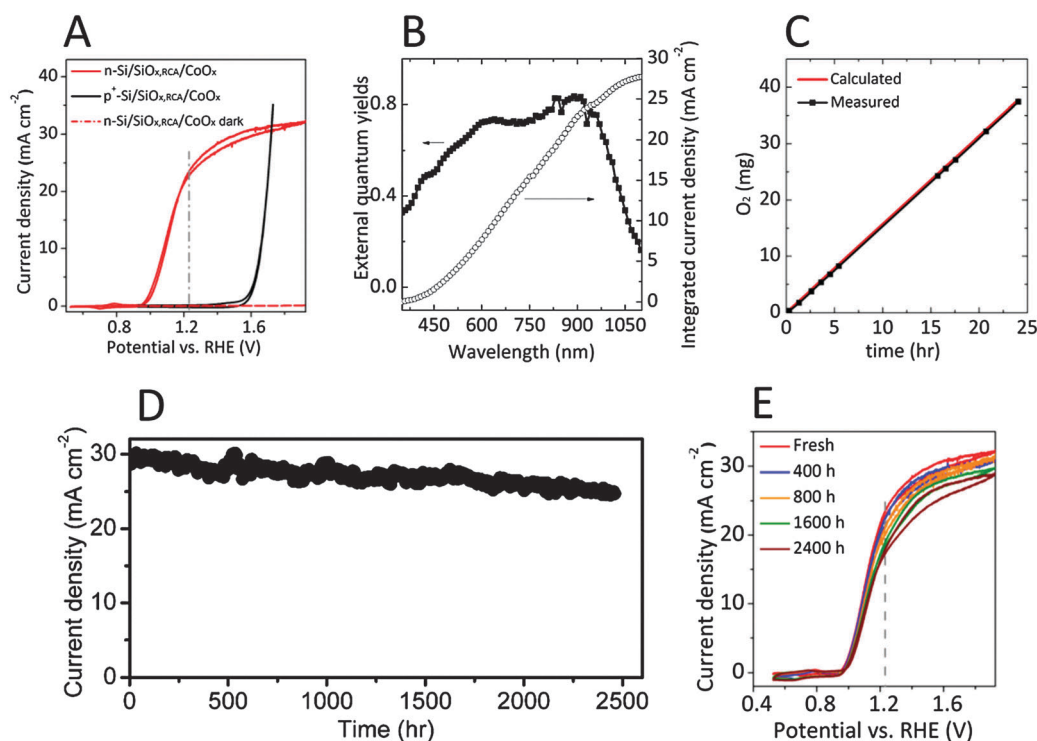 A
n-Si/SiOx,RCA/CoOx
p+-Si/SiOx,RCA/CoOx
n-Si/SiOx,RCA/CoOx dark
40
30
20
10
0
0.8 1.2 1.6
Current density (mA cm-2)
Potential vs. RHE (V)
B
0.8
0.4
0.0
30
25
20
15
10
5
0
450 600 750 900 1050
External quantum yields
Integrated current density (mA cm-2)
Wavelength (nm)
C
Calculated
Measured
60
50
40
30
20
10
0
0 5 10 15 20 25
O2 (mg)
time (hr)
D
30
20
10
0
0 500 1000 1500 2000 2500
Current density (mA cm-2)
Time (hr)
E
Fresh
400 h
800 h
1600 h
2400 h
40
30
20
10
0
0.4 0.8 1.2 1.6
Current density (mA cm-2)
Potential vs. RHE (V)